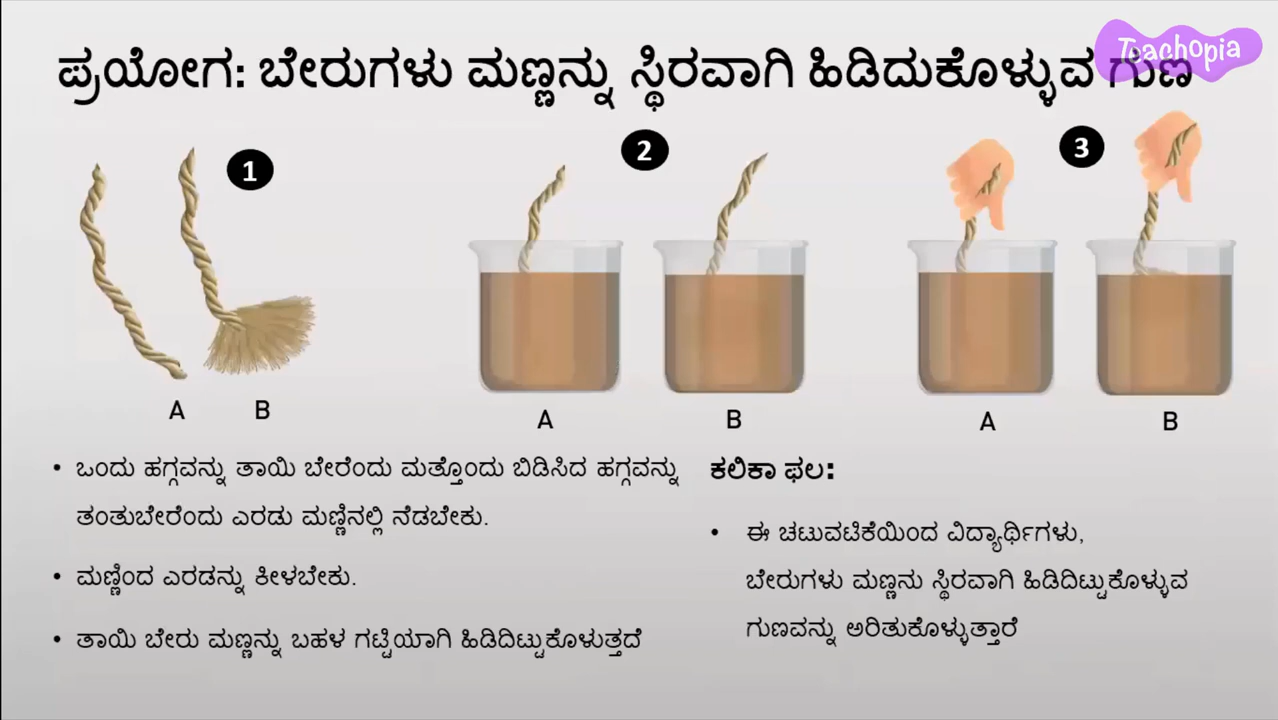 ಪ್ರಯೋಗ: ಬೇರುಗಳು ಮಣ್ಣನ್ನು ಸ್ಥಿರವಾಗಿ ಹಿಡಿದುಕೊಳ್ಳುವ ಗುಣ
Teachopia
1
2
3
A B
A B
A B
• ಒಂದು ಹಗ್ಗವನ್ನು ತಾಯಿ ಬೇರೆಂದು ಮತ್ತೊಂದು ಬಿಡಿಸಿದ ಹಗ್ಗವನ್ನು
ತಂತುಬೇರೆಂದು ಎರಡು ಮಣ್ಣಿನಲ್ಲಿ ನೆಡಬೇಕು.
• ಮಣ್ಣಿಂದ ಎರಡನ್ನು ಕೀಳಬೇಕು.
• ತಾಯಿ ಬೇರು ಮಣ್ಣನ್ನು ಬಹಳ ಗಟ್ಟಿಯಾಗಿ ಹಿಡಿದಿಟ್ಟುಕೊಳುತ್ತದೆ
ಕಲಿಕಾ ಫಲ:
• ಈ ಚಟುವಟಿಕೆಯಿಂದ ವಿದ್ಯಾರ್ಥಿಗಳು,
ಬೇರುಗಳು ಮಣ್ಣನು ಸ್ಥಿರವಾಗಿ ಹಿಡಿದಿಟ್ಟುಕೊಳ್ಳುವ
ಗುಣವನ್ನು ಅರಿತುಕೊಳ್ಳುತ್ತಾರೆ